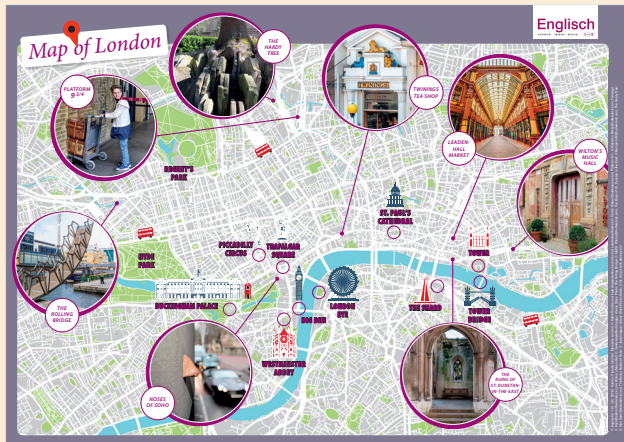 Map of London
Englisch
THE
HARDY
TREE
PLATFORM
9 3/4
TWININGS
TWININGS
TEA SHOP
LEADEN-
HALL
MARKET
WILTON'S
MUSIC
HALL
REGENT'S
PARK
ST. PAUL'S
CATHEDRAL
PICCADILLY
CIRCUS
TRAFALGAR
SQUARE
HYDE
PARK
TOWER
BUCKINGHAM PALACE
BIG BEN
LONDON
EYE
THE SHARD
TOWER
BRIDGE
THE
ROLLING
BRIDGE
WESTMINSTER
ABBEY
NOSES
OF SOHO
THE
RUINS OF
ST. DUNSTAN-
IN-THE-EAST